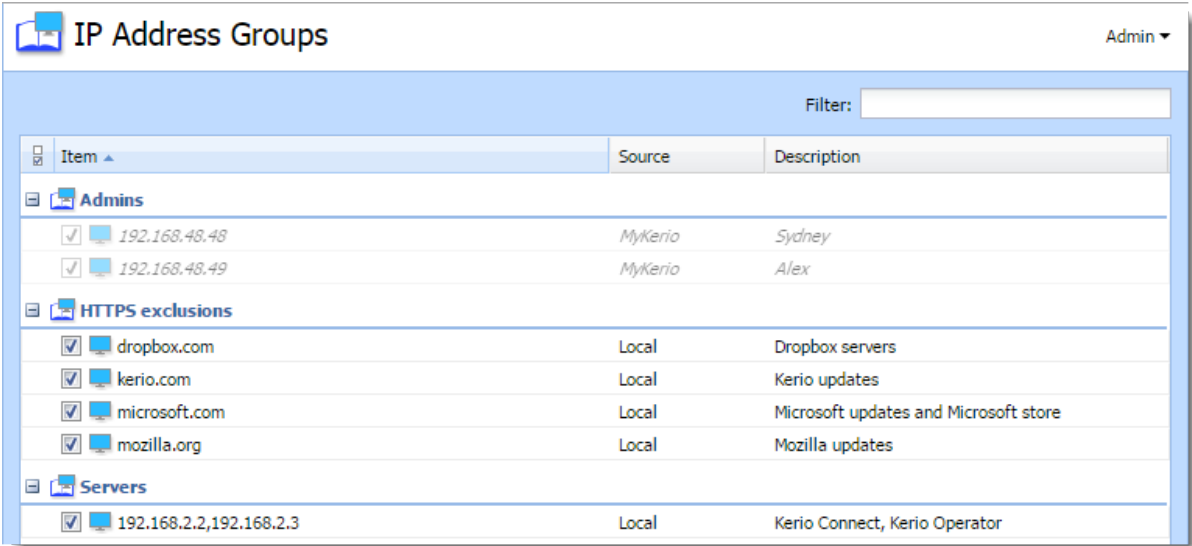 IP Address Groups
Admin
Filter:
Item Source Description
Admins
192.168.48.48 MyKerio Sydney
192.168.48.49 MyKerio Alex
HTTPS exclusions
dropbox.com Local Dropbox servers
kerio.com Local Kerio updates
microsoft.com Local Microsoft updates and Microsoft store
mozilla.org Local Mozilla updates
Servers
192.168.2.2,192.168.2.3 Local Kerio Connect, Kerio Operator